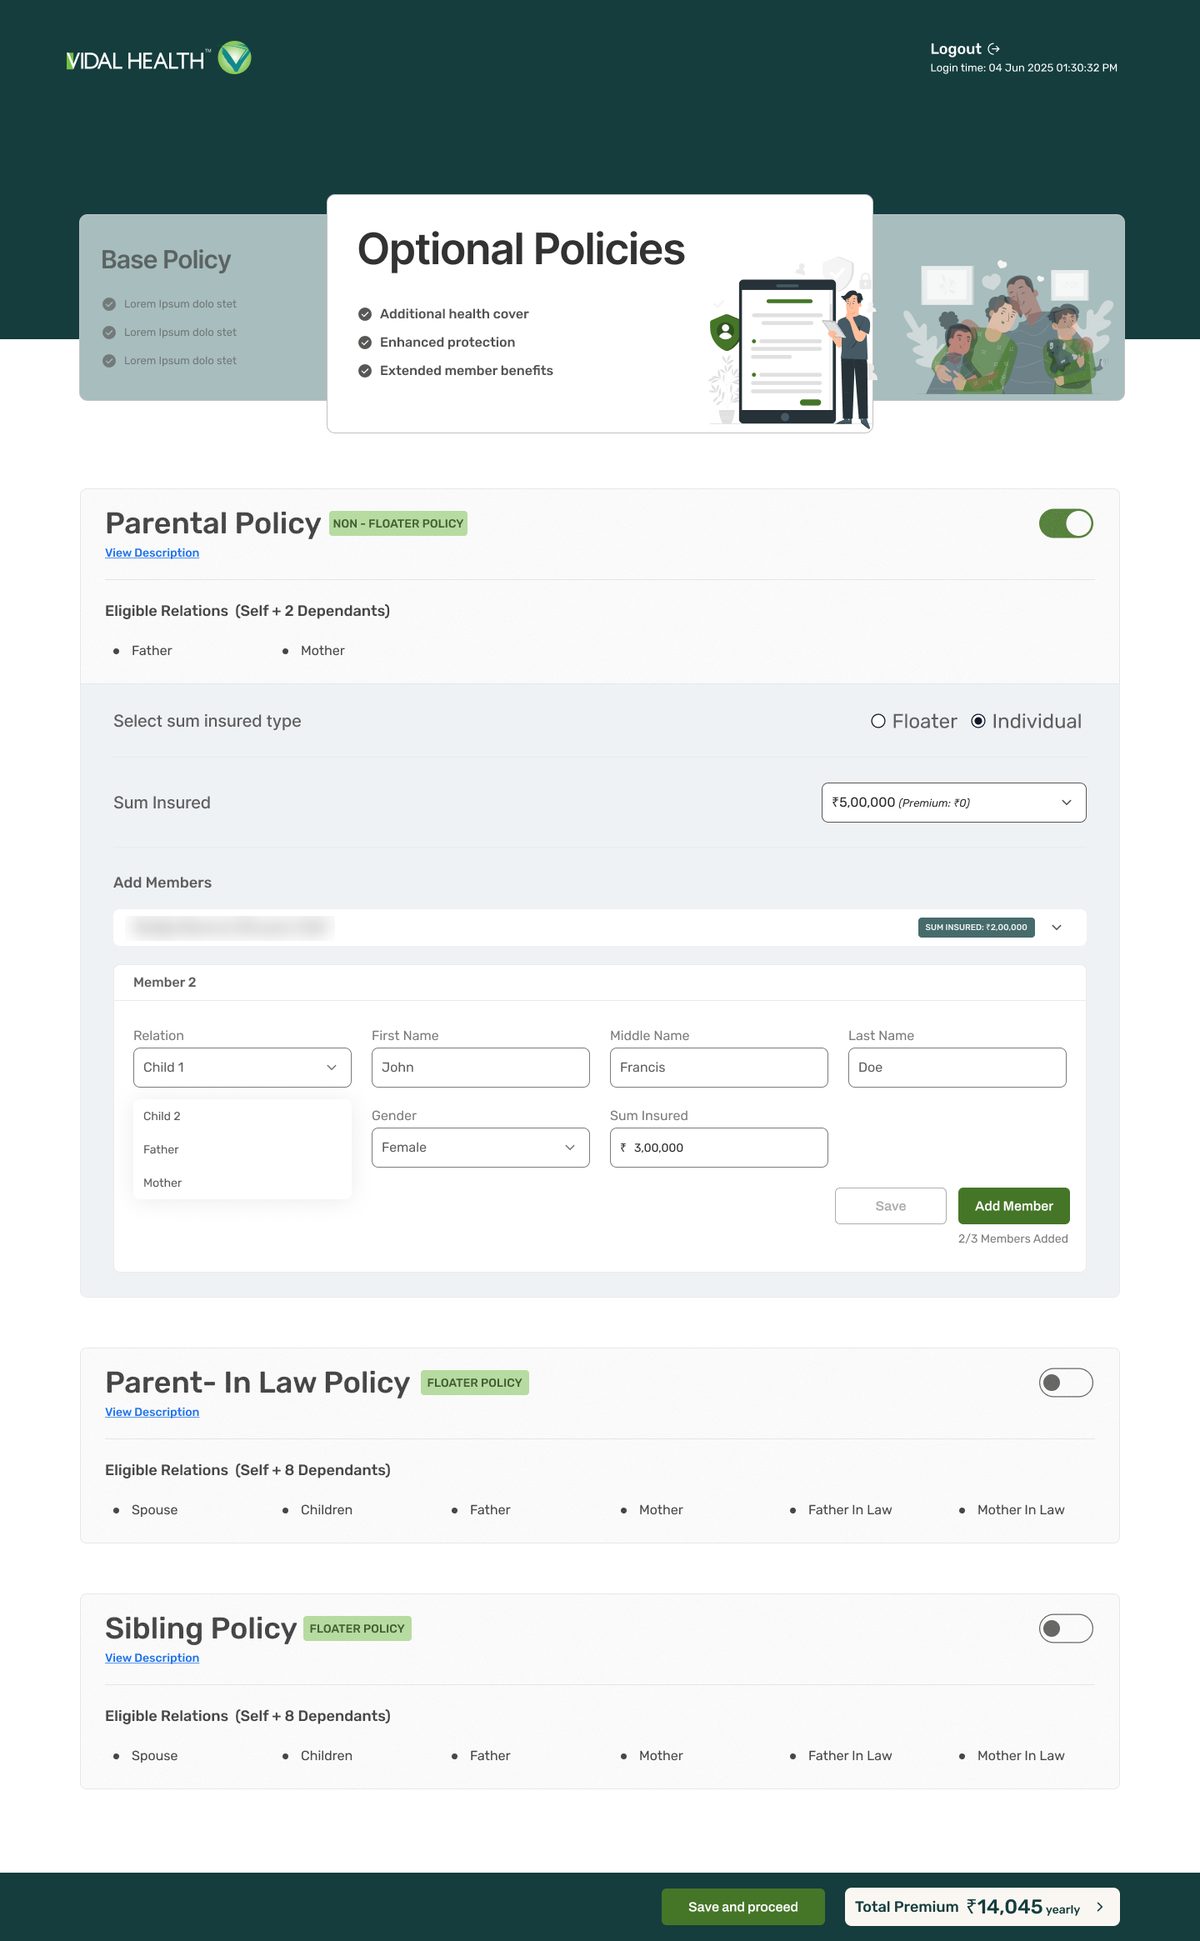 VIDAL HEALTH™
Logout
Login time: 04 Jun 2025 01:30:32 PM
Base Policy
Lorem Ipsum dolo stet
Lorem Ipsum dolo stet
Lorem Ipsum dolo stet
Optional Policies
Additional health cover
Enhanced protection
Extended member benefits
Parental Policy NON - FLOATER POLICY
View Description
Eligible Relations (Self + 2 Dependants)
Father Mother
Select sum insured type Floater Individual
Sum Insured ₹5,00,000 (Premium: ₹0)
Add Members
SUM INSURED: ₹2,00,000
Member 2
Relation First Name Middle Name Last Name
Child 1 John Francis Doe
Child 2 Gender Sum Insured
Father Female ₹ 3,00,000
Mother
Save Add Member
2/3 Members Added
Parent- In Law Policy FLOATER POLICY
View Description
Eligible Relations (Self + 8 Dependants)
Spouse Children Father Mother Father In Law Mother In Law
Sibling Policy FLOATER POLICY
View Description
Eligible Relations (Self + 8 Dependants)
Spouse Children Father Mother Father In Law Mother In Law
Save and proceed Total Premium ₹14,045 yearly